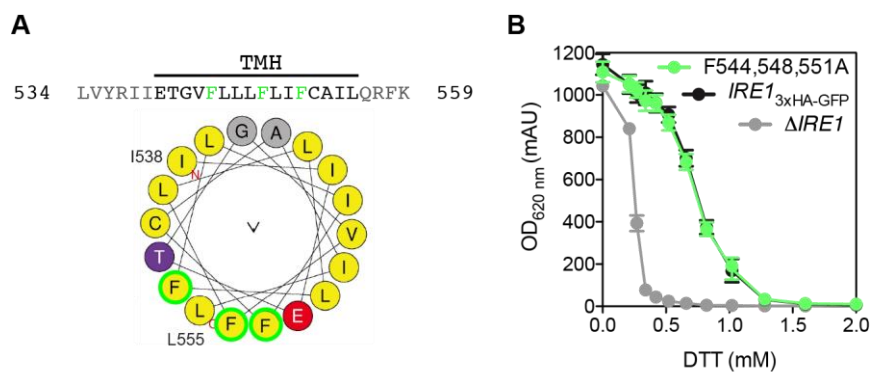 A
TMH
534 LVYRIIETGVFLLLFLIFCAILQRFK 559
G A
L L
I538 I I
N
L I
C V
T I
F L
L E
F F
L555
B
OD620 nm (mAU)
1200
1000
800
600
400
200
0
F544,548,551A
IRE13xHA-GFP
ΔIRE1
0.0 0.5 1.0 1.5 2.0
DTT (mM)